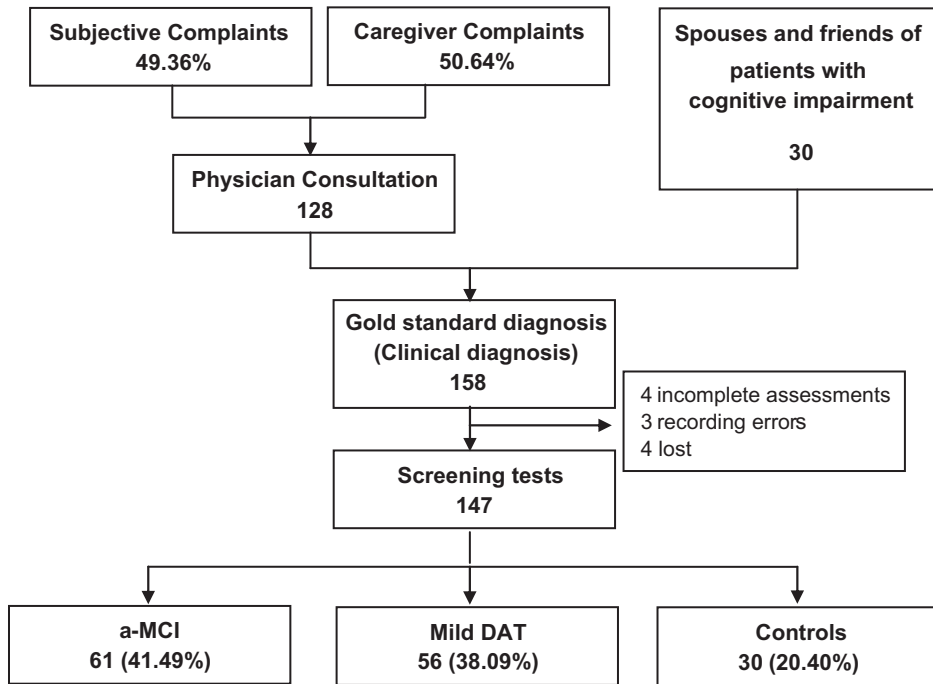 Subjective Complaints
49.36%
Caregiver Complaints
50.64%
Spouses and friends of
patients with
cognitive impairment
30
Physician Consultation
128
Gold standard diagnosis
(Clinical diagnosis)
158
4 incomplete assessments
3 recording errors
4 lost
Screening tests
147
a-MCI
61 (41.49%)
Mild DAT
56 (38.09%)
Controls
30 (20.40%)